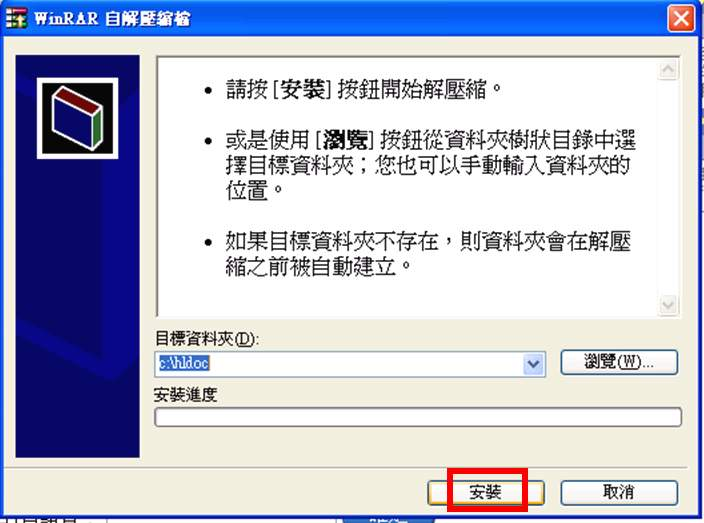 WinRAR 自解壓縮檔
• 請按 [安裝] 按鈕開始解壓縮。
• 或是使用 [瀏覽] 按鈕從資料夾樹狀目錄中選
擇目標資料夾；您也可以手動輸入資料夾的
位置。
• 如果目標資料夾不存在，則資料夾會在解壓
縮之前被自動建立。
目標資料夾(D):
c:\hldoc
瀏覽(W)...
安裝進度
安裝
取消